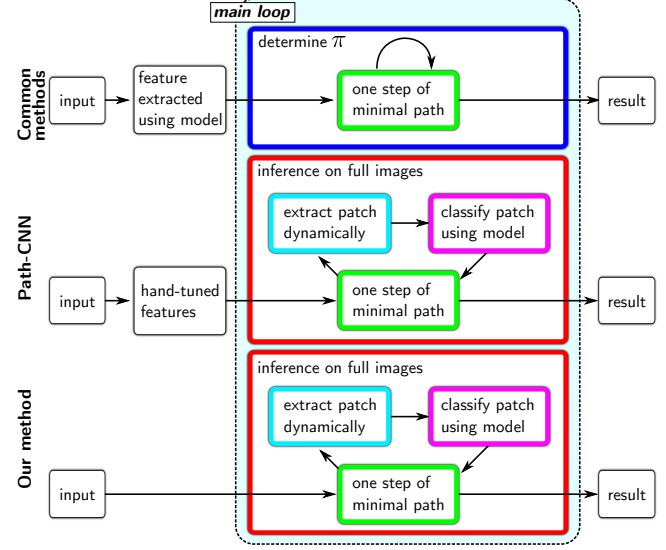 main loop
Common
methods
input
feature
extracted
using model
determine π
one step of
minimal path
result
Path-CNN
input
hand-tuned
features
inference on full images
extract patch
dynamically
classify patch
using model
one step of
minimal path
result
Our method
input
inference on full images
extract patch
dynamically
classify patch
using model
one step of
minimal path
result